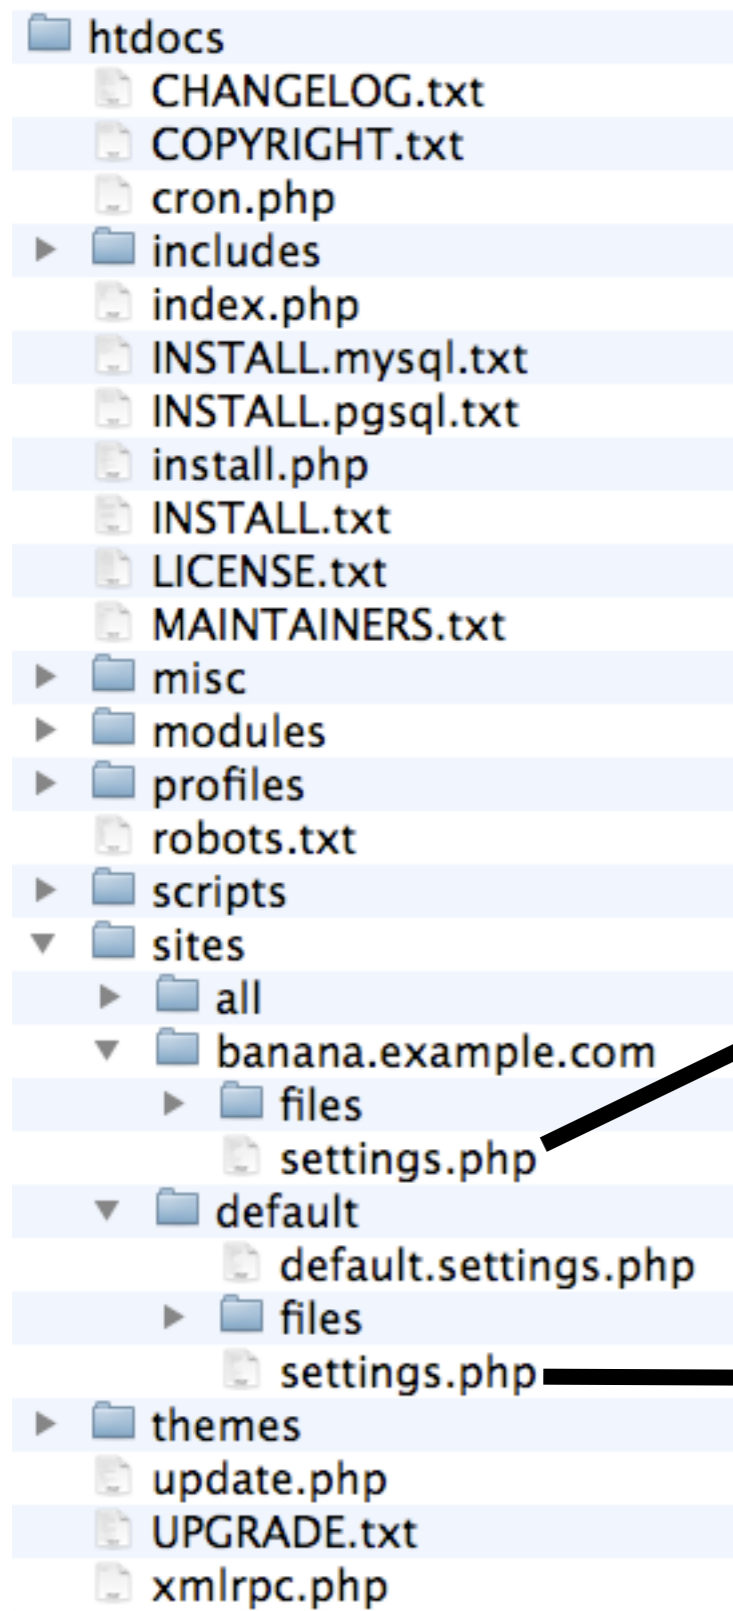 htdocs
CHANGELOG.txt
COPYRIGHT.txt
cron.php
includes
index.php
INSTALL.mysql.txt
INSTALL.pgsql.txt
install.php
INSTALL.txt
LICENSE.txt
MAINTAINERS.txt
misc
modules
profiles
robots.txt
scripts
sites
all
banana.example.com
files
settings.php
default
default.settings.php
files
settings.php
themes
update.php
UPGRADE.txt
xmlrpc.php